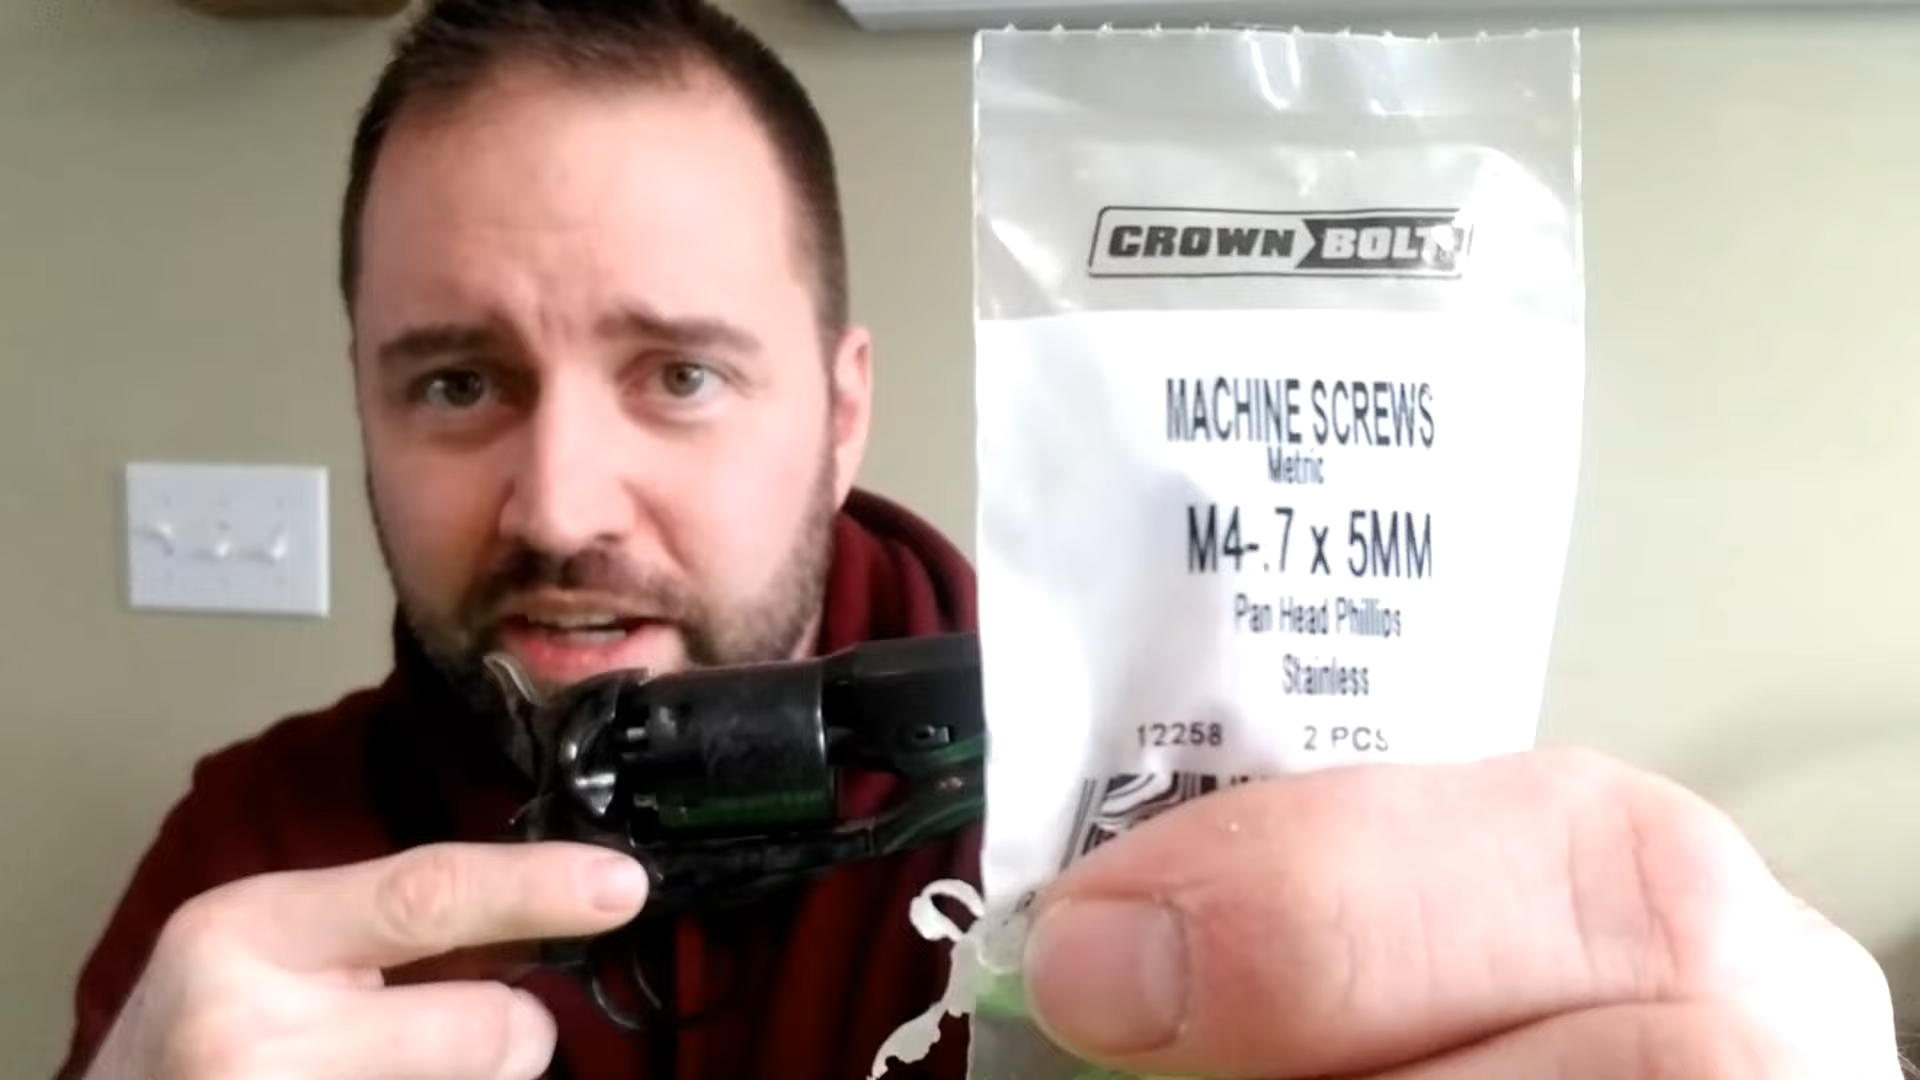 CROWN BOLT
MACHINE SCREWS
Metric
M4-.7 x 5MM
Pan Head Phillips
Stainless
12258 2 PCS